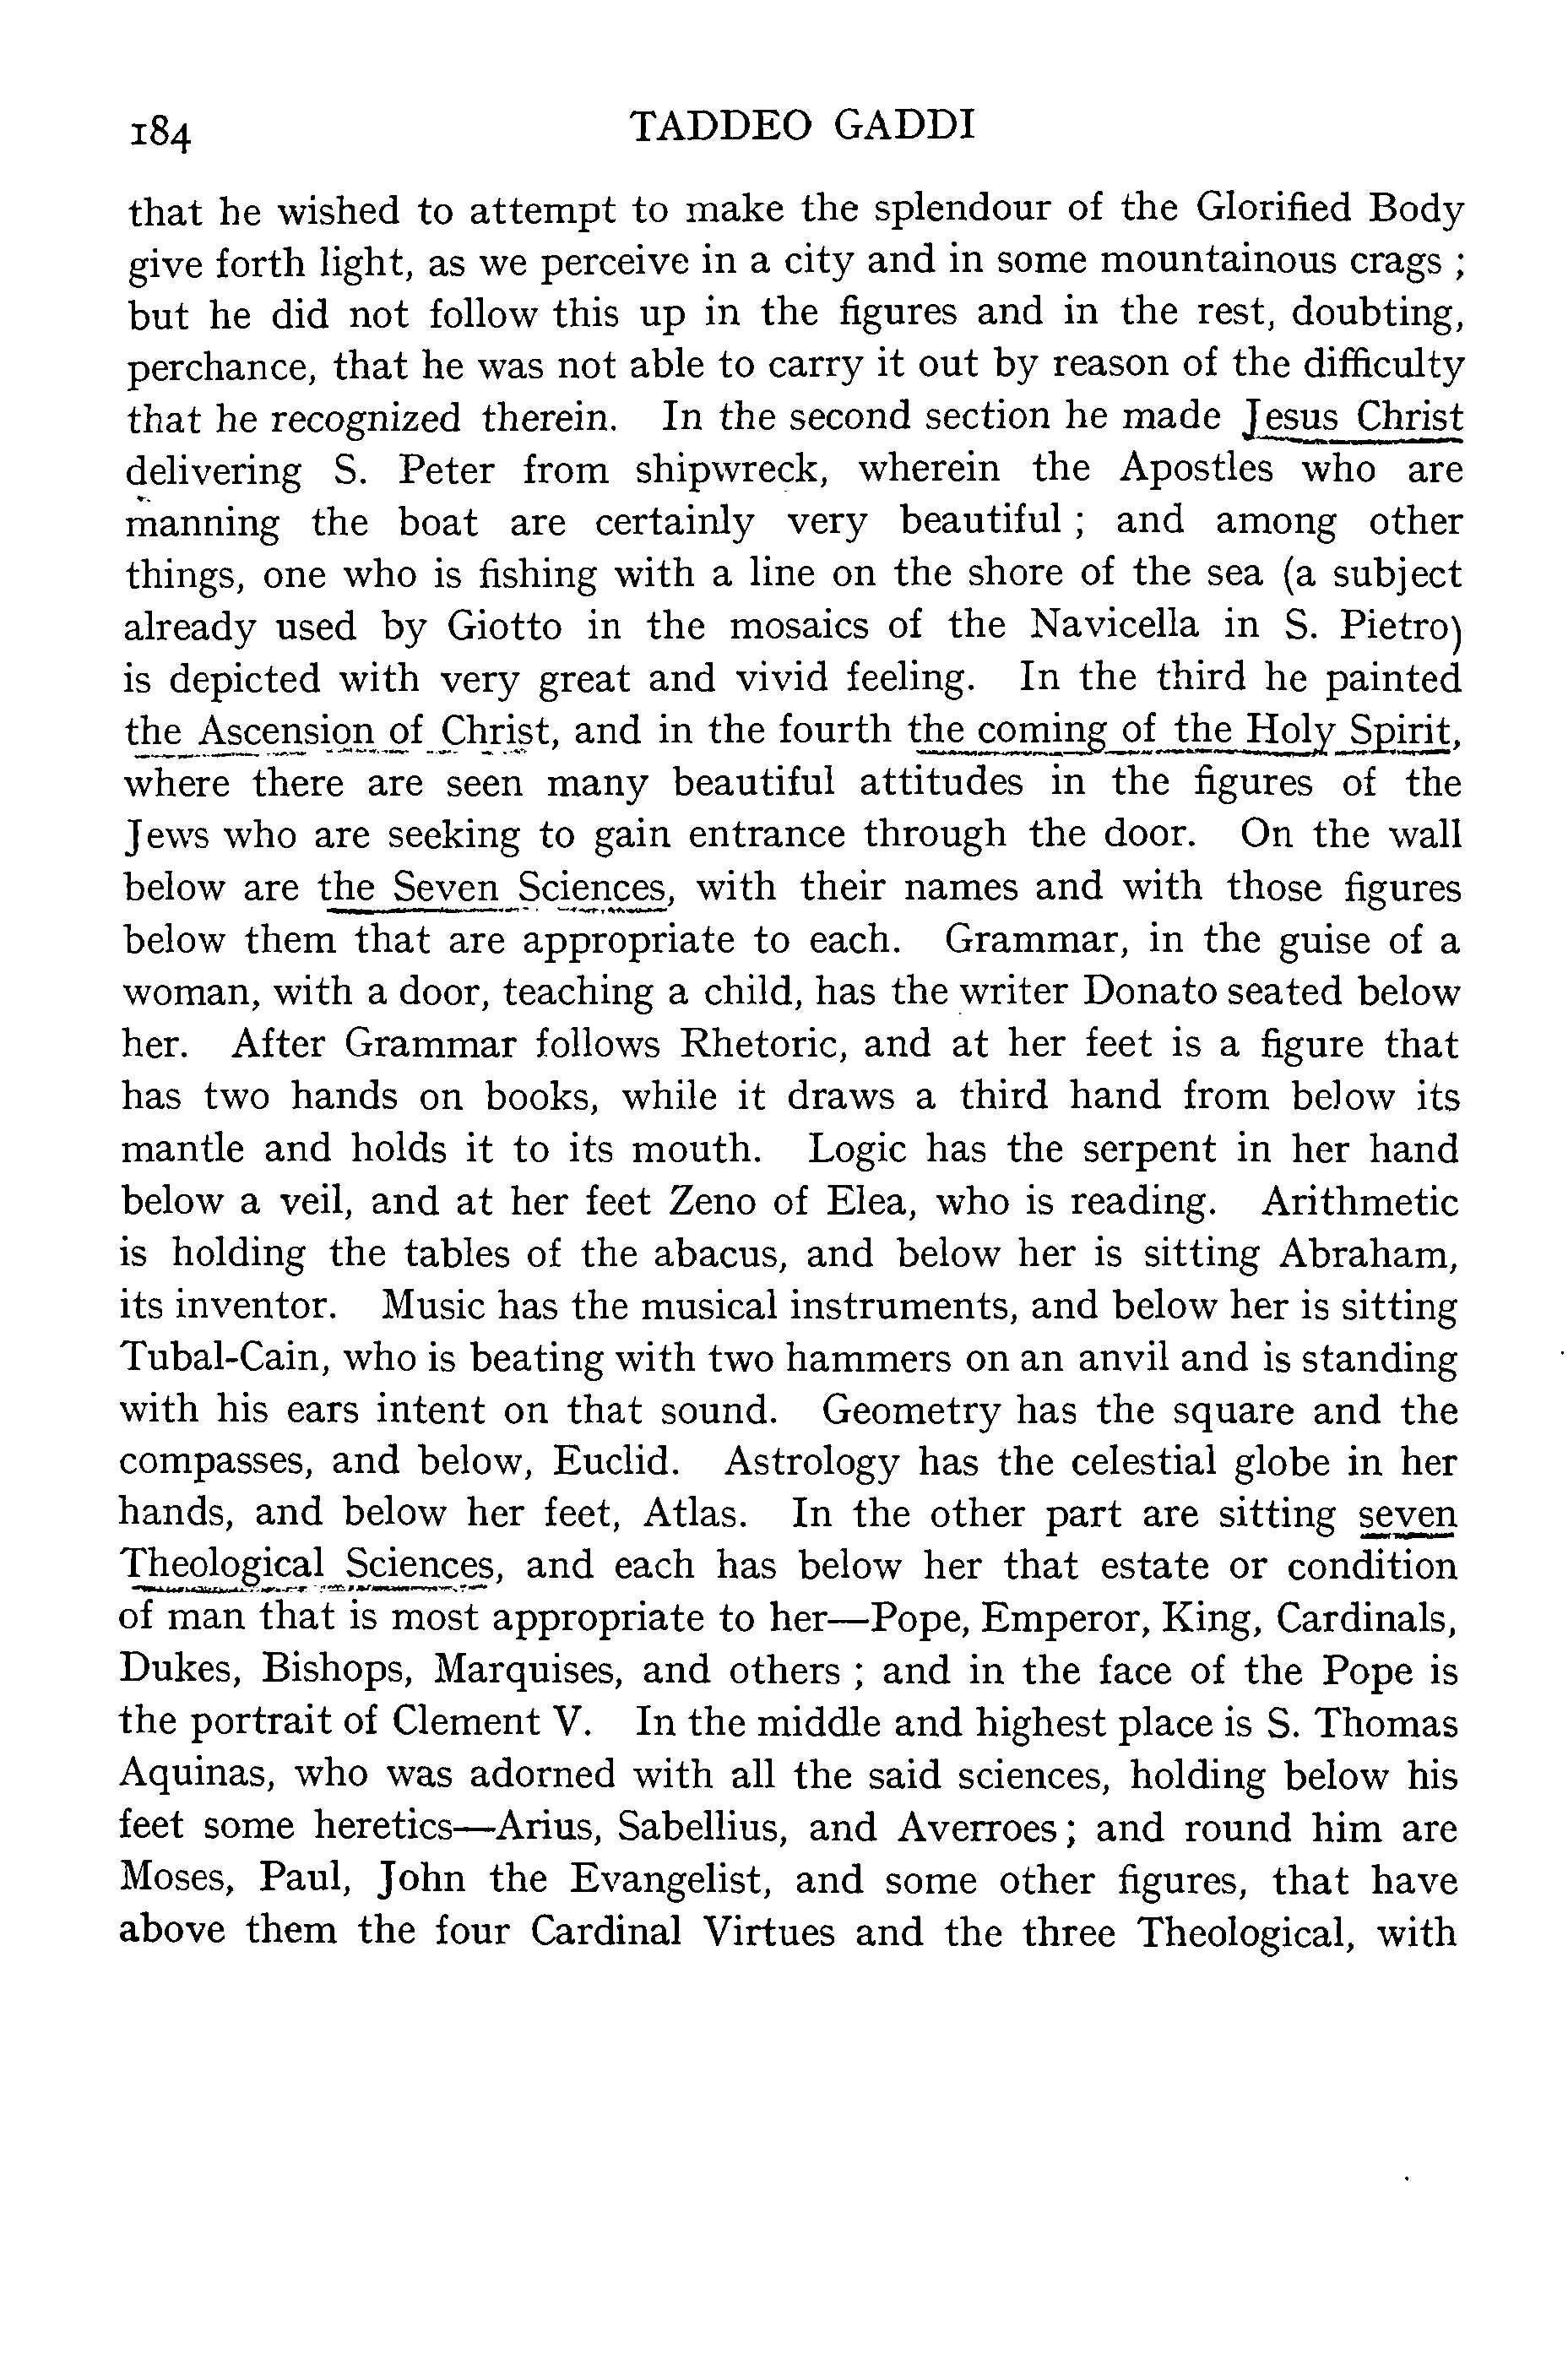 184 TADDEO GADDI
that he wished to attempt to make the splendour of the Glorified Body
give forth light, as we perceive in a city and in some mountainous crags ;
but he did not follow this up in the figures and in the rest, doubting,
perchance, that he was not able to carry it out by reason of the difficulty
that he recognized therein. In the second section he made Jesus Christ
delivering S. Peter from shipwreck, wherein the Apostles who are
manning the boat are certainly very beautiful ; and among other
things, one who is fishing with a line on the shore of the sea (a subject
already used by Giotto in the mosaics of the Navicella in S. Pietro)
is depicted with very great and vivid feeling. In the third he painted
the Ascension of Christ, and in the fourth the coming of the Holy Spirit,
where there are seen many beautiful attitudes in the figures of the
Jews who are seeking to gain entrance through the door. On the wall
below are the Seven Sciences, with their names and with those figures
below them that are appropriate to each. Grammar, in the guise of a
woman, with a door, teaching a child, has the writer Donato seated below
her. After Grammar follows Rhetoric, and at her feet is a figure that
has two hands on books, while it draws a third hand from below its
mantle and holds it to its mouth. Logic has the serpent in her hand
below a veil, and at her feet Zeno of Elea, who is reading. Arithmetic
is holding the tables of the abacus, and below her is sitting Abraham,
its inventor. Music has the musical instruments, and below her is sitting
Tubal-Cain, who is beating with two hammers on an anvil and is standing
with his ears intent on that sound. Geometry has the square and the
compasses, and below, Euclid. Astrology has the celestial globe in her
hands, and below her feet, Atlas. In the other part are sitting seven
Theological Sciences, and each has below her that estate or condition
of man that is most appropriate to her—Pope, Emperor, King, Cardinals,
Dukes, Bishops, Marquises, and others ; and in the face of the Pope is
the portrait of Clement V. In the middle and highest place is S. Thomas
Aquinas, who was adorned with all the said sciences, holding below his
feet some heretics—Arius, Sabellius, and Averroes ; and round him are
Moses, Paul, John the Evangelist, and some other figures, that have
above them the four Cardinal Virtues and the three Theological, with